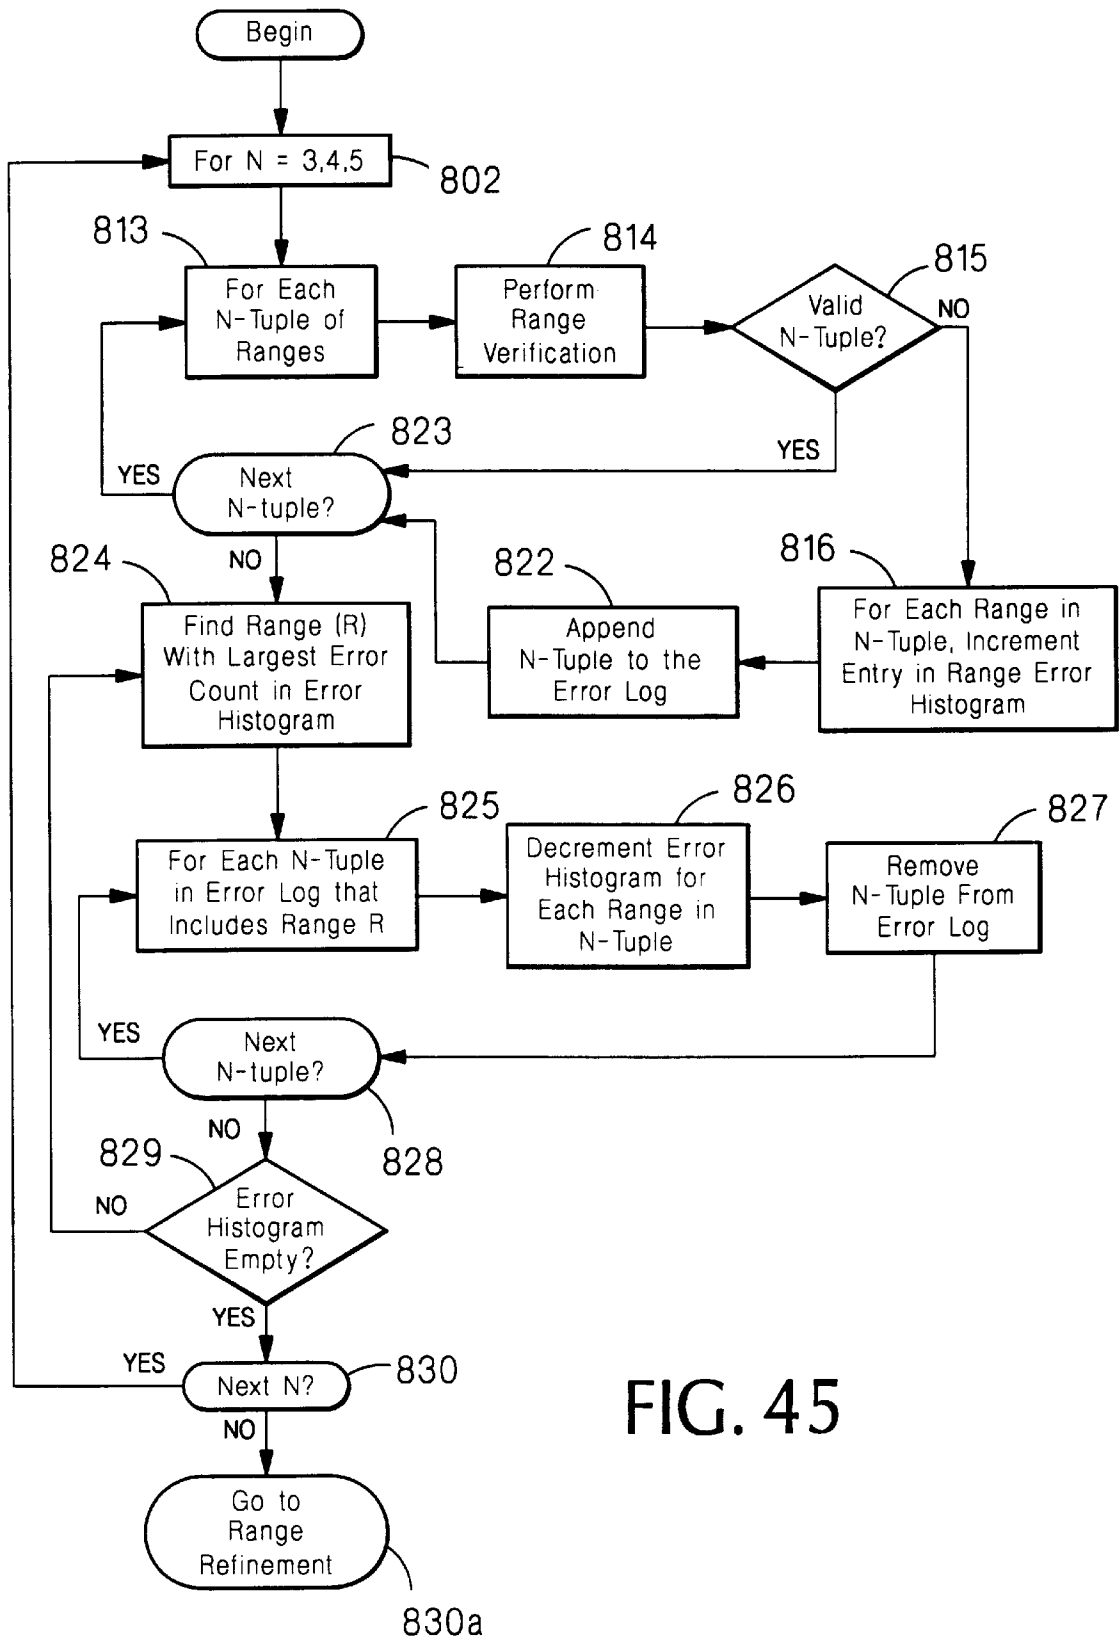 Begin
For N = 3,4,5
802
813
For Each
N-Tuple of
Ranges
814
Perform
Range
Verification
815
Valid
N-Tuple?
NO
YES
823
Next
N-tuple?
YES
NO
824
Find Range (R)
With Largest Error
Count in Error
Histogram
822
Append
N-Tuple to the
Error Log
816
For Each Range in
N-Tuple, Increment
Entry in Range Error
Histogram
825
For Each N-Tuple
in Error Log that
Includes Range R
826
Decrement Error
Histogram for
Each Range in
N-Tuple
827
Remove
N-Tuple From
Error Log
YES
Next
N-tuple?
828
NO
829
Error
Histogram
Empty?
NO
YES
YES
Next N?
830
NO
Go to
Range
Refinement
830a
FIG. 45